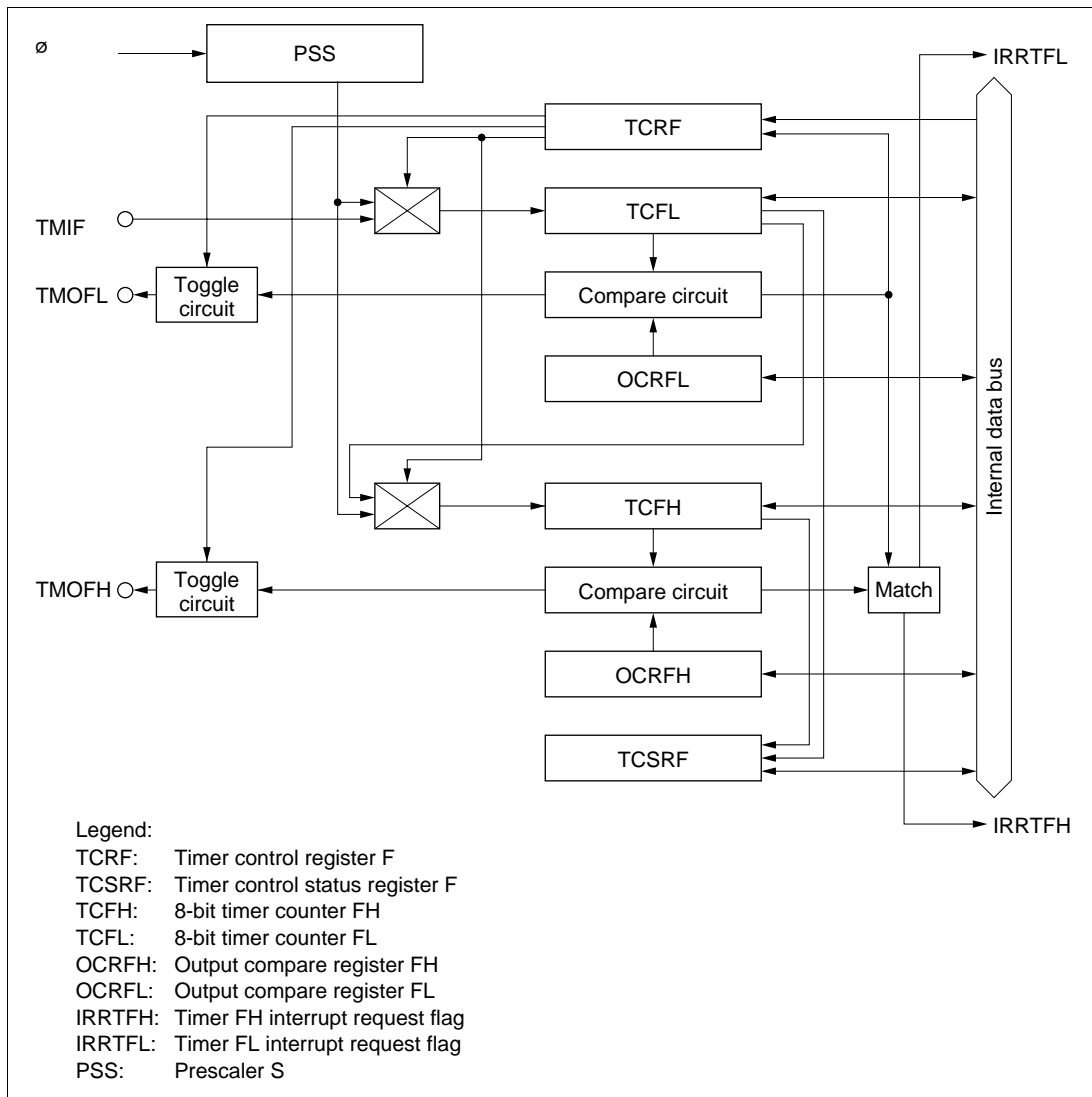 ø
PSS
IRRTFL
TCRF
TMIF
TCFL
TMOFL
Toggle
circuit
Compare circuit
OCRFL
Internal data bus
TCFH
TMOFH
Toggle
circuit
Compare circuit
Match
OCRFH
TCSRF
IRRTFH
Legend:
TCRF: Timer control register F
TCSRF: Timer control status register F
TCFH: 8-bit timer counter FH
TCFL: 8-bit timer counter FL
OCRFH: Output compare register FH
OCRFL: Output compare register FL
IRRTFH: Timer FH interrupt request flag
IRRTFL: Timer FL interrupt request flag
PSS: Prescaler S